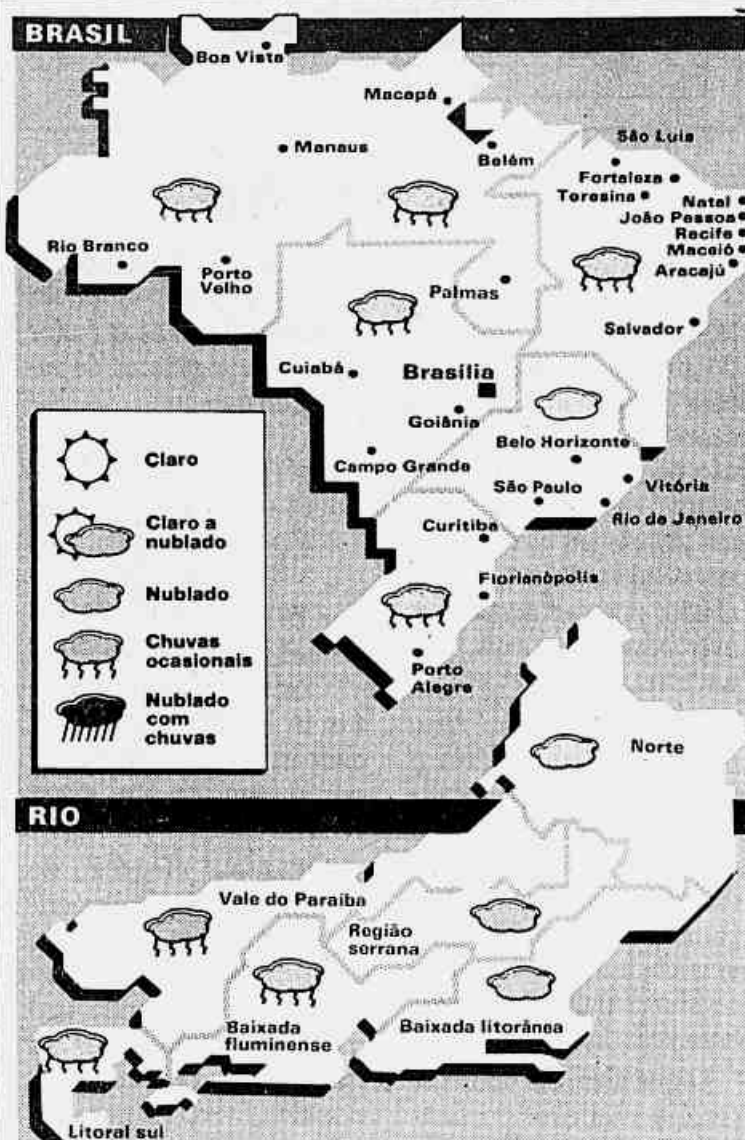 BRASIL
Boa Vista
Macapá
Manaus
Belém
São Luis
Fortaleza
Teresina
Natal
João Pessoa
Recife
Maceió
Aracajú
Rio Branco
Porto
Velho
Palmas
Salvador
Cuiabá
Brasília
Goiânia
Belo Horizonte
Campo Grande
São Paulo
Vitória
Rio de Janeiro
Curitiba
Florianópolis
Porto
Alegre
Claro
Claro a
nublado
Nublado
Chuvas
ocasionais
Nublado
com
chuvas
Norte
RIO
Vale do Paraíba
Região
serrana
Baixada
fluminense
Baixada litorânea
Litoral sul